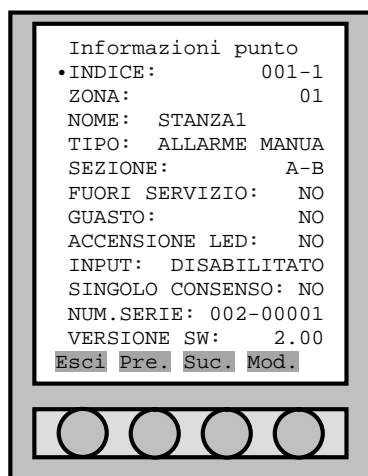 Informazioni punto
•INDICE: 001-1
ZONA: 01
NOME: STANZA1
TIPO: ALLARME MANUA
SEZIONE: A-B
FUORI SERVIZIO: NO
GUASTO: NO
ACCENSIONE LED: NO
INPUT: DISABILITATO
SINGOLO CONSENSO: NO
NUM.SERIE: 002-00001
VERSIONE SW: 2.00
Esci Pre. Suc. Mod.